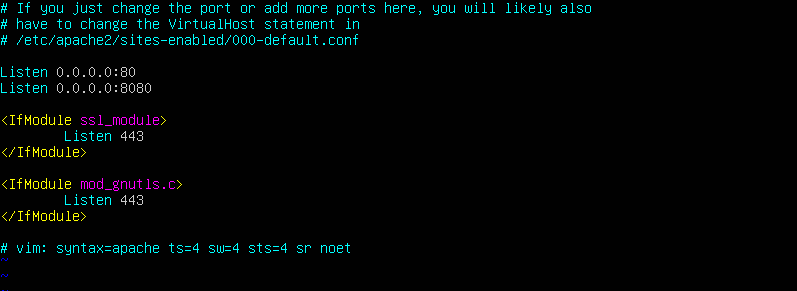 # If you just change the port or add more ports here, you will likely also
# have to change the VirtualHost statement in
# /etc/apache2/sites-enabled/000-default.conf
Listen 0.0.0.0:80
Listen 0.0.0.0:8080
<IfModule ssl_module>
Listen 443
</IfModule>
<IfModule mod_gnutls.c>
Listen 443
</IfModule>
# vim: syntax=apache ts=4 sw=4 sts=4 sr noet
~
~